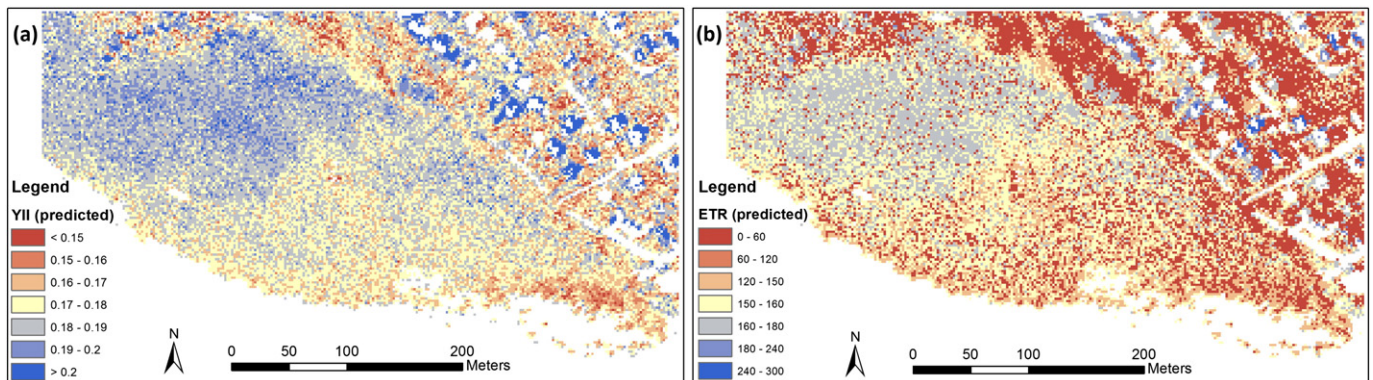 (a)
Legend
YII (predicted)
< 0.15
0.15 - 0.16
0.16 - 0.17
0.17 - 0.18
0.18 - 0.19
0.19 - 0.2
> 0.2
N
0 50 100 200
Meters
(b)
Legend
ETR (predicted)
0 - 60
60 - 120
120 - 150
150 - 160
160 - 180
180 - 240
240 - 300
N
0 50 100 200
Meters